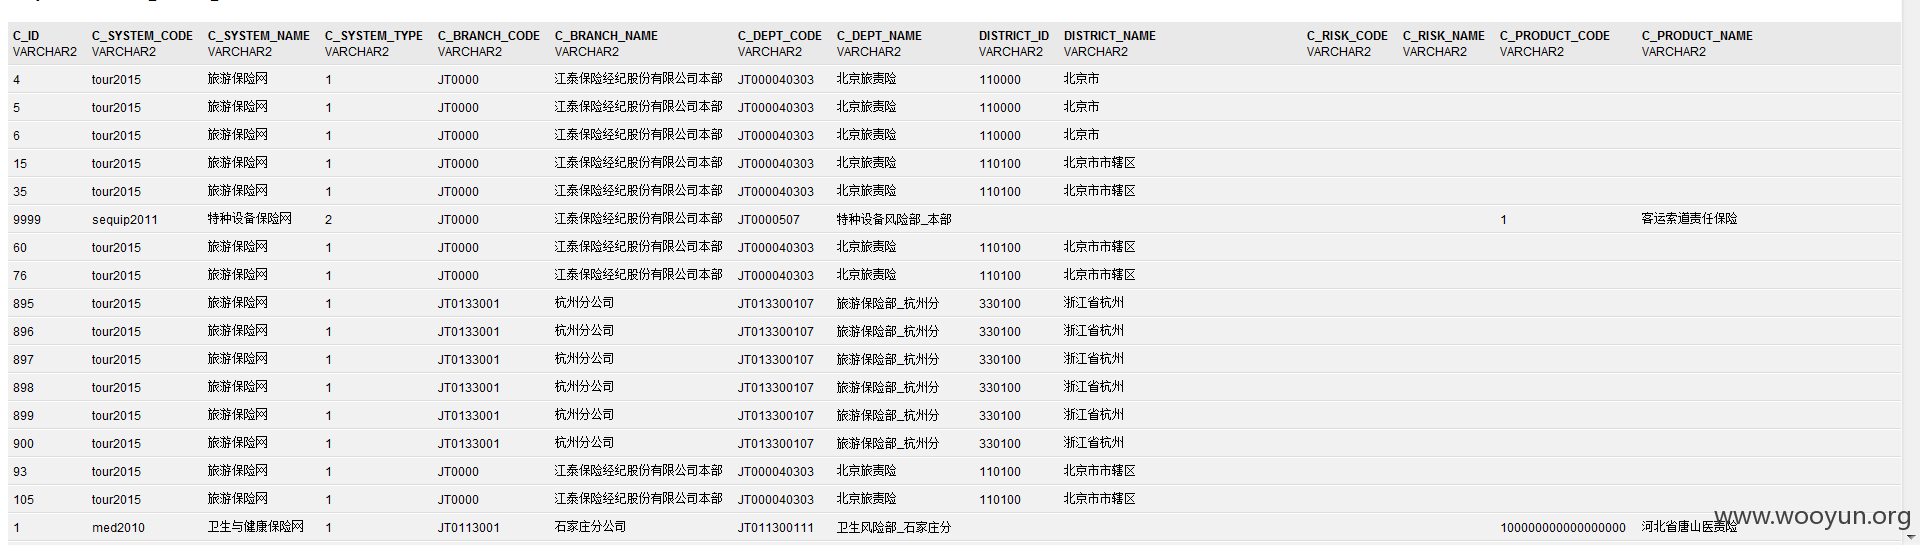 C_ID C_SYSTEM_CODE C_SYSTEM_NAME C_SYSTEM_TYPE C_BRANCH_CODE C_BRANCH_NAME C_DEPT_CODE C_DEPT_NAME DISTRICT_ID DISTRICT_NAME C_RISK_CODE C_RISK_NAME C_PRODUCT_CODE C_PRODUCT_NAME
VARCHAR2 VARCHAR2 VARCHAR2 VARCHAR2 VARCHAR2 VARCHAR2 VARCHAR2 VARCHAR2 VARCHAR2 VARCHAR2 VARCHAR2 VARCHAR2 VARCHAR2 VARCHAR2
4 tour2015 旅游保险网 1 JT0000 江泰保险经纪股份有限公司本部 JT000040303 北京旅责险 110000 北京市
5 tour2015 旅游保险网 1 JT0000 江泰保险经纪股份有限公司本部 JT000040303 北京旅责险 110000 北京市
6 tour2015 旅游保险网 1 JT0000 江泰保险经纪股份有限公司本部 JT000040303 北京旅责险 110000 北京市
15 tour2015 旅游保险网 1 JT0000 江泰保险经纪股份有限公司本部 JT000040303 北京旅责险 110100 北京市市辖区
35 tour2015 旅游保险网 1 JT0000 江泰保险经纪股份有限公司本部 JT000040303 北京旅责险 110100 北京市市辖区
9999 sequip2011 特种设备保险网 2 JT0000 江泰保险经纪股份有限公司本部 JT0000507 特种设备风险部_本部 1 客运索道责任保险
60 tour2015 旅游保险网 1 JT0000 江泰保险经纪股份有限公司本部 JT000040303 北京旅责险 110100 北京市市辖区
76 tour2015 旅游保险网 1 JT0000 江泰保险经纪股份有限公司本部 JT000040303 北京旅责险 110100 北京市市辖区
895 tour2015 旅游保险网 1 JT0133001 杭州分公司 JT013300107 旅游保险部_杭州分 330100 浙江省杭州
896 tour2015 旅游保险网 1 JT0133001 杭州分公司 JT013300107 旅游保险部_杭州分 330100 浙江省杭州
897 tour2015 旅游保险网 1 JT0133001 杭州分公司 JT013300107 旅游保险部_杭州分 330100 浙江省杭州
898 tour2015 旅游保险网 1 JT0133001 杭州分公司 JT013300107 旅游保险部_杭州分 330100 浙江省杭州
899 tour2015 旅游保险网 1 JT0133001 杭州分公司 JT013300107 旅游保险部_杭州分 330100 浙江省杭州
900 tour2015 旅游保险网 1 JT0133001 杭州分公司 JT013300107 旅游保险部_杭州分 330100 浙江省杭州
93 tour2015 旅游保险网 1 JT0000 江泰保险经纪股份有限公司本部 JT000040303 北京旅责险 110100 北京市市辖区
105 tour2015 旅游保险网 1 JT0000 江泰保险经纪股份有限公司本部 JT000040303 北京旅责险 110100 北京市市辖区
1 med2010 卫生与健康保险网 1 JT0113001 石家庄分公司 JT011300111 卫生风险部_石家庄分 100000000000000000 河北省唐山医责险
www.wooyun.org